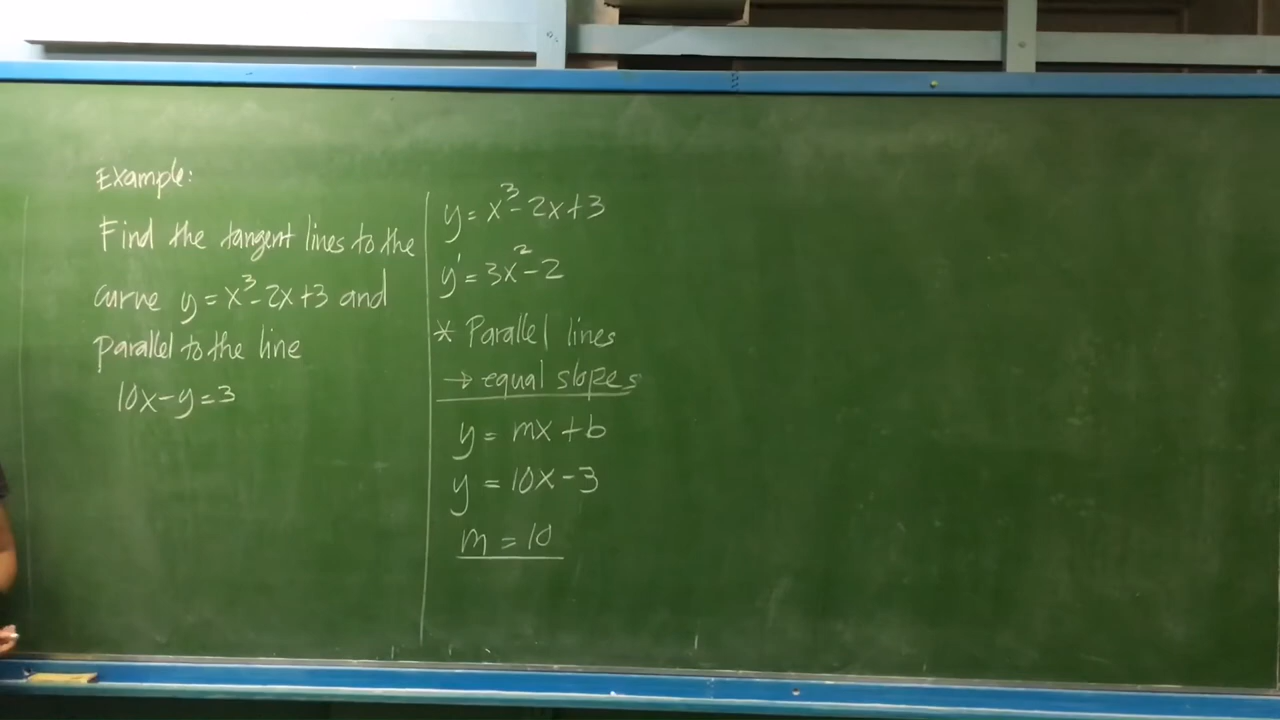 Example:
Find the tangent lines to the
curve y = x³ - 2x + 3 and
parallel to the line
10x - y = 3
y = x³ - 2x + 3
y' = 3x² - 2
* Parallel lines
→ equal slopes
y = mx + b
y = 10x - 3
m = 10